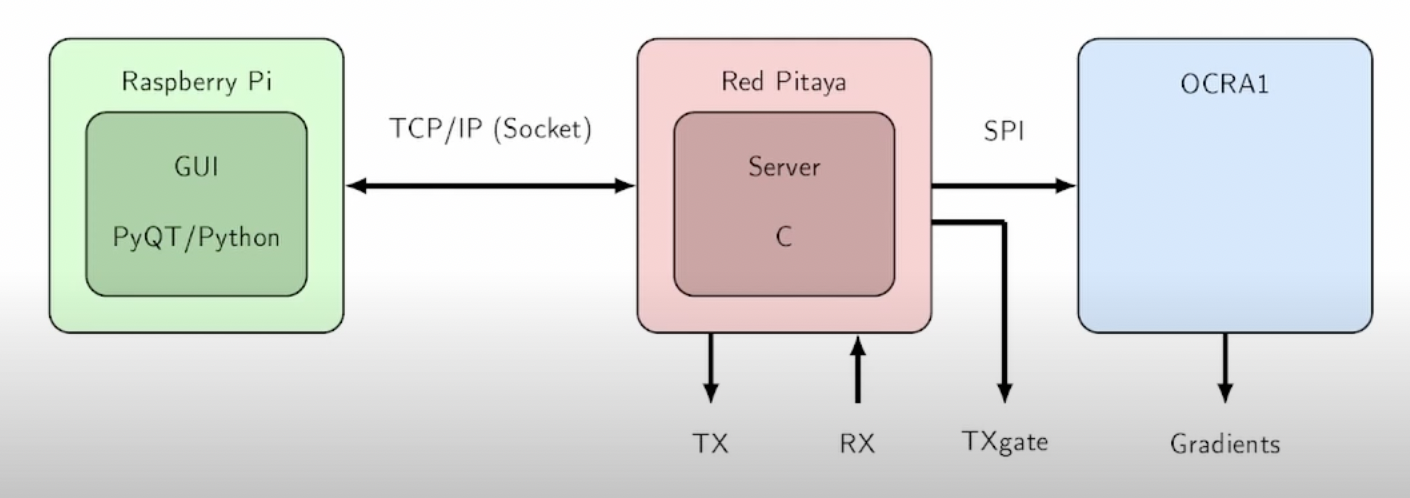 Raspberry Pi
GUI
PyQT/Python
TCP/IP (Socket)
Red Pitaya
Server
C
SPI
OCRA1
TX
RX
TXgate
Gradients